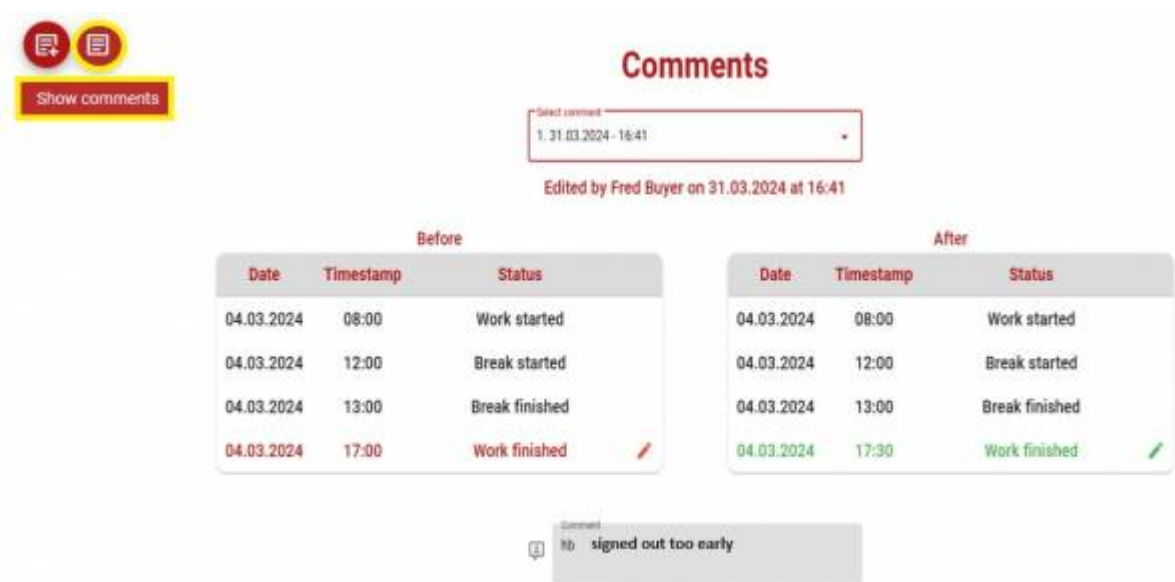 Show comments
Comments
Select comment
1. 31.03.2024 - 16:41
Edited by Fred Buyer on 31.03.2024 at 16:41
Before
Date Timestamp Status
04.03.2024 08:00 Work started
04.03.2024 12:00 Break started
04.03.2024 13:00 Break finished
04.03.2024 17:00 Work finished
After
Date Timestamp Status
04.03.2024 08:00 Work started
04.03.2024 12:00 Break started
04.03.2024 13:00 Break finished
04.03.2024 17:30 Work finished
Comment
signed out too early